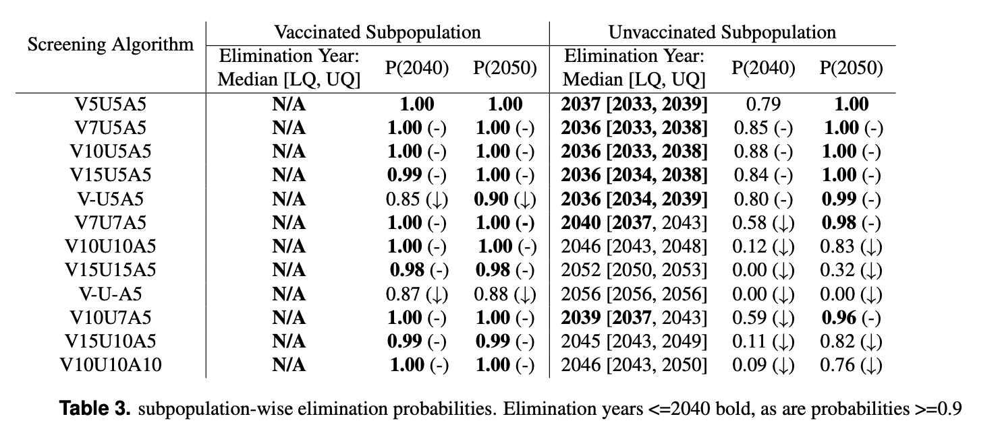 Screening Algorithm Vaccinated Subpopulation Unvaccinated Subpopulation
Elimination Year: Median [LQ, UQ] P(2040) P(2050) Elimination Year: Median [LQ, UQ] P(2040) P(2050)
V5U5A5 N/A 1.00 1.00 2037 [2033, 2039] 0.79 1.00
V7U5A5 N/A 1.00 (-) 1.00 (-) 2036 [2033, 2038] 0.85 (-) 1.00 (-)
V10U5A5 N/A 1.00 (-) 1.00 (-) 2036 [2033, 2038] 0.88 (-) 1.00 (-)
V15U5A5 N/A 0.99 (-) 1.00 (-) 2036 [2034, 2038] 0.84 (-) 1.00 (-)
V-U5A5 N/A 0.85 (↓) 0.90 (↓) 2036 [2034, 2039] 0.80 (-) 0.99 (-)
V7U7A5 N/A 1.00 (-) 1.00 (-) 2040 [2037, 2043] 0.58 (↓) 0.98 (-)
V10U10A5 N/A 1.00 (-) 1.00 (-) 2046 [2043, 2048] 0.12 (↓) 0.83 (↓)
V15U15A5 N/A 0.98 (-) 0.98 (-) 2052 [2050, 2053] 0.00 (↓) 0.32 (↓)
V-U-A5 N/A 0.87 (↓) 0.88 (↓) 2056 [2056, 2056] 0.00 (↓) 0.00 (↓)
V10U7A5 N/A 1.00 (-) 1.00 (-) 2039 [2037, 2043] 0.59 (↓) 0.96 (-)
V15U10A5 N/A 0.99 (-) 0.99 (-) 2045 [2043, 2049] 0.11 (↓) 0.82 (↓)
V10U10A10 N/A 1.00 (-) 1.00 (-) 2046 [2043, 2050] 0.09 (↓) 0.76 (↓)
Table 3. subpopulation-wise elimination probabilities. Elimination years <=2040 bold, as are probabilities >=0.9